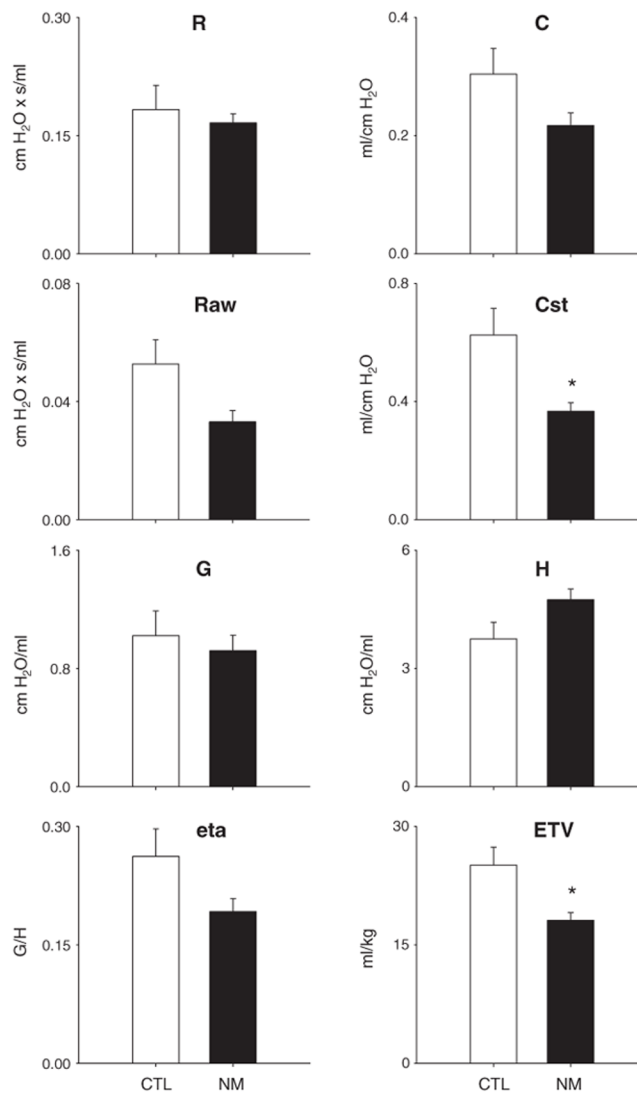 R
cm H₂O x s/ml
0.30
0.15
0.00
C
ml/cm H₂O
0.4
0.2
0.0
Raw
cm H₂O x s/ml
0.08
0.04
0.00
Cst
ml/cm H₂O
0.8
0.4
0.0
*
G
cm H₂O/ml
1.6
0.8
0.0
H
cm H₂O/ml
6
3
0
eta
G/H
0.30
0.15
0.00
CTL NM
ETV
ml/kg
30
15
0
*
CTL NM